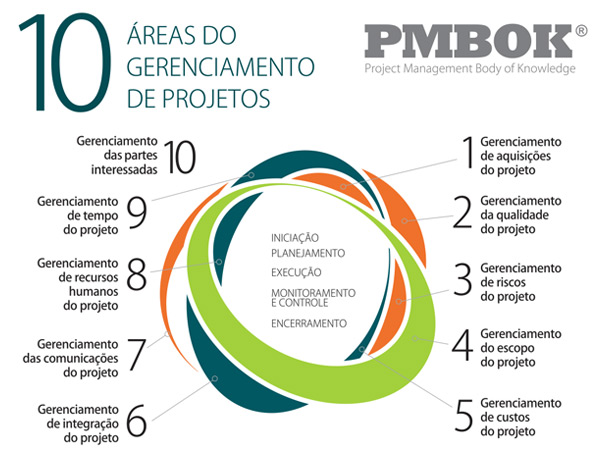 10
ÁREAS DO
GERENCIAMENTO
DE PROJETOS
PMBOK®
Project Management Body of Knowledge
1
Gerenciamento
de aquisições
do projeto
2
Gerenciamento
da qualidade
do projeto
3
Gerenciamento
de riscos
do projeto
4
Gerenciamento
do escopo
do projeto
5
Gerenciamento
de custos
do projeto
6
Gerenciamento
de integração
do projeto
7
Gerenciamento
das comunicações
do projeto
8
Gerenciamento
de recursos
humanos
do projeto
9
Gerenciamento
de tempo
do projeto
10
Gerenciamento
das partes
interessadas
INICIAÇÃO
PLANEJAMENTO
EXECUÇÃO
MONITORAMENTO
E CONTROLE
ENCERRAMENTO